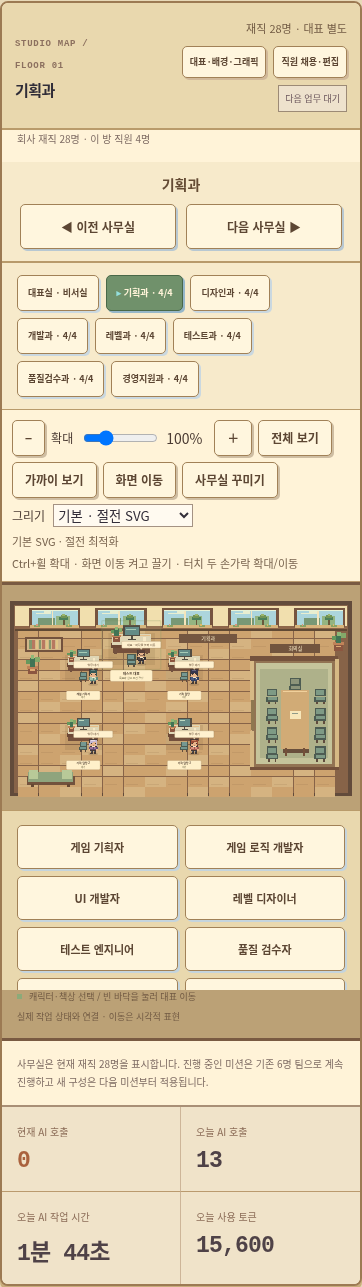 STUDIO MAP /
FLOOR 01
기획과
재직 28명 · 대표 별도
대표·배경·그래픽
직원 채용·편집
다음 업무 대기
회사 재직 28명 · 이 방 직원 4명
기획과
◀ 이전 사무실
다음 사무실 ▶
대표실 · 비서실
▸ 기획과 · 4/4
디자인과 · 4/4
개발과 · 4/4
레벨과 · 4/4
테스트과 · 4/4
품질검수과 · 4/4
경영지원과 · 4/4
− 확대 100% + 전체 보기
가까이 보기
화면 이동
사무실 꾸미기
그리기 기본 · 절전 SVG
기본 SVG · 절전 최적화
Ctrl+휠 확대 · 화면 이동 켜고 끌기 · 터치 두 손가락 확대/이동
기획과
회의실
게임 기획자
게임 로직 개발자
UI 개발자
레벨 디자이너
테스트 엔지니어
품질 검수자
캐릭터·책상 선택 / 빈 바닥을 눌러 대표 이동
실제 작업 상태와 연결 · 이동은 시각적 표현
사무실은 현재 재직 28명을 표시합니다. 진행 중인 미션은 기존 6명 팀으로 계속
진행하고 새 구성은 다음 미션부터 적용됩니다.
현재 AI 호출
0
오늘 AI 호출
13
오늘 AI 작업 시간
1분 44초
오늘 사용 토큰
15,600